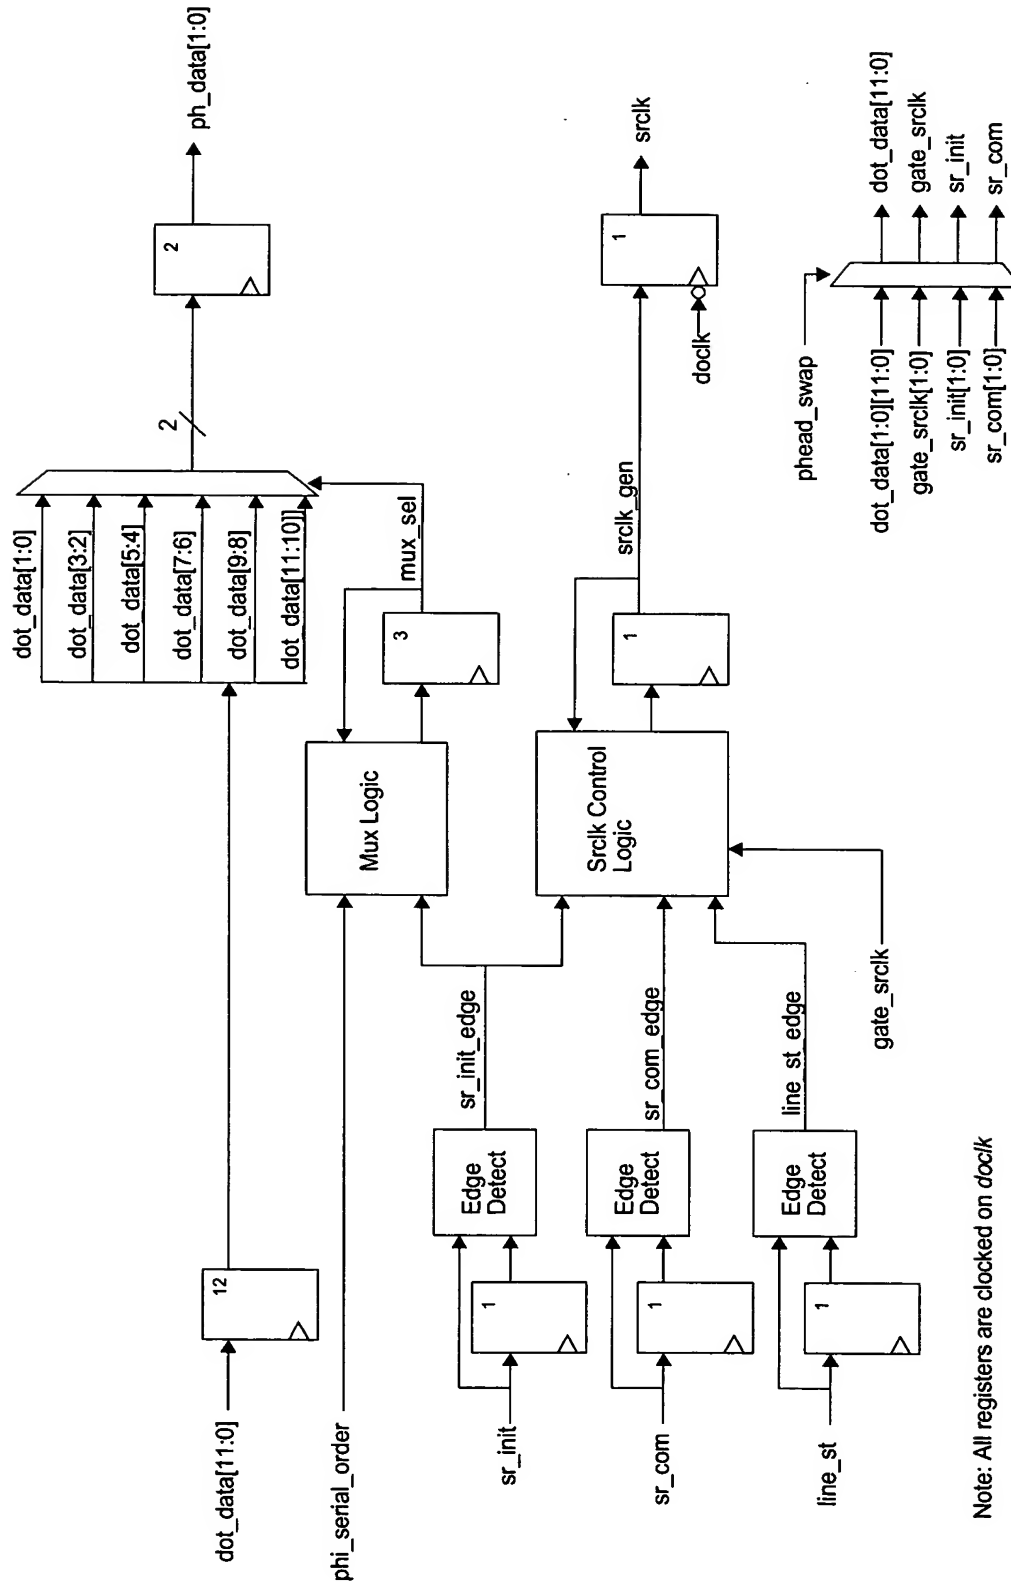 dot_data[11:0]
12
dot_data[1:0]
dot_data[3:2]
dot_data[5:4]
dot_data[7:6]
dot_data[9:8]
dot_data[11:10]]
2
2
ph_data[1:0]
phi_serial_order
Mux Logic
3
mux_sel
sr_init
1
Edge
Detect
sr_init_edge
sr_com
1
Edge
Detect
sr_com_edge
line_st
1
Edge
Detect
line_st_edge
gate_srclk
Srclk Control
Logic
1
srclk_gen
doclk
1
srclk
phead_swap
dot_data[1:0][11:0]
gate_srclk[1:0]
sr_init[1:0]
sr_com[1:0]
dot_data[11:0]
gate_srclk
sr_init
sr_com
Note: All registers are clocked on doclk